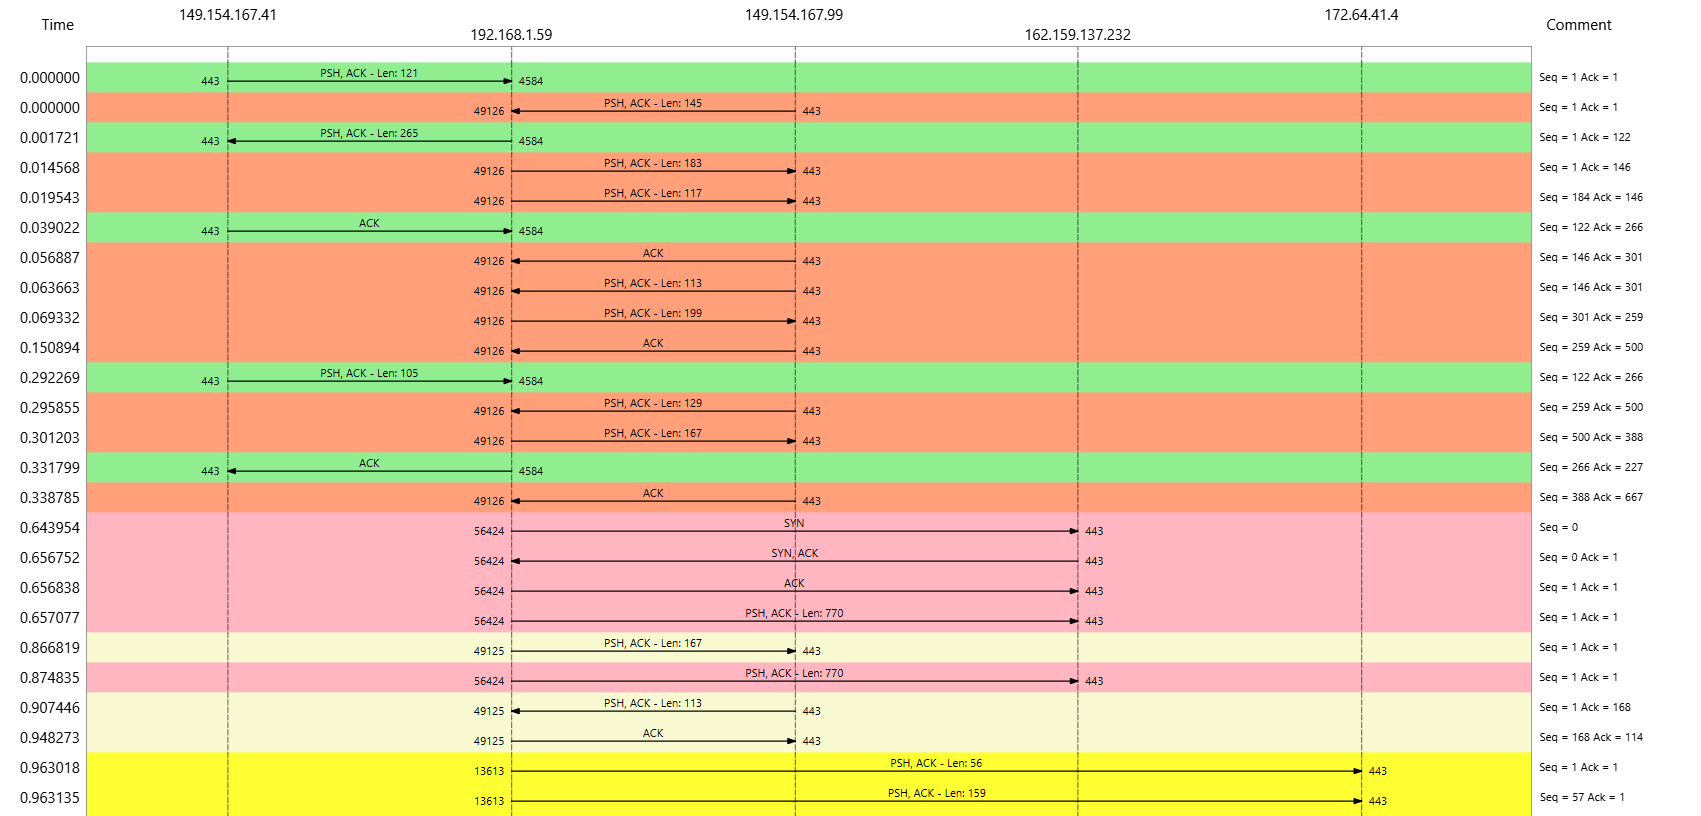 149.154.167.41 149.154.167.99 172.64.41.4
Time Comment
192.168.1.59 162.159.137.232
PSH, ACK - Len: 121
0.000000 443 4584 Seq = 1 Ack = 1
PSH, ACK - Len: 145
0.000000 49126 443 Seq = 1 Ack = 1
PSH, ACK - Len: 265
0.001721 443 4584 Seq = 1 Ack = 122
PSH, ACK - Len: 183
0.014568 49126 443 Seq = 1 Ack = 146
PSH, ACK - Len: 117
0.019543 49126 443 Seq = 184 Ack = 146
ACK
0.039022 443 4584 Seq = 122 Ack = 266
ACK
0.056887 49126 443 Seq = 146 Ack = 301
PSH, ACK - Len: 113
0.063663 49126 443 Seq = 146 Ack = 301
PSH, ACK - Len: 199
0.069332 49126 443 Seq = 301 Ack = 259
ACK
0.150894 49126 443 Seq = 259 Ack = 500
PSH, ACK - Len: 105
0.292269 443 4584 Seq = 122 Ack = 266
PSH, ACK - Len: 129
0.295855 49126 443 Seq = 259 Ack = 500
PSH, ACK - Len: 167
0.301203 49126 443 Seq = 500 Ack = 388
ACK
0.331799 443 4584 Seq = 266 Ack = 227
ACK
0.338785 49126 443 Seq = 388 Ack = 667
SYN
0.643954 56424 443 Seq = 0
SYN, ACK
0.656752 56424 443 Seq = 0 Ack = 1
ACK
0.656838 56424 443 Seq = 1 Ack = 1
PSH, ACK - Len: 770
0.657077 56424 443 Seq = 1 Ack = 1
PSH, ACK - Len: 167
0.866819 49125 443 Seq = 1 Ack = 1
PSH, ACK - Len: 770
0.874835 56424 443 Seq = 1 Ack = 1
PSH, ACK - Len: 113
0.907446 49125 443 Seq = 1 Ack = 168
ACK
0.948273 49125 443 Seq = 168 Ack = 114
PSH, ACK - Len: 56
0.963018 13613 443 Seq = 1 Ack = 1
PSH, ACK - Len: 159
0.963135 13613 443 Seq = 57 Ack = 1